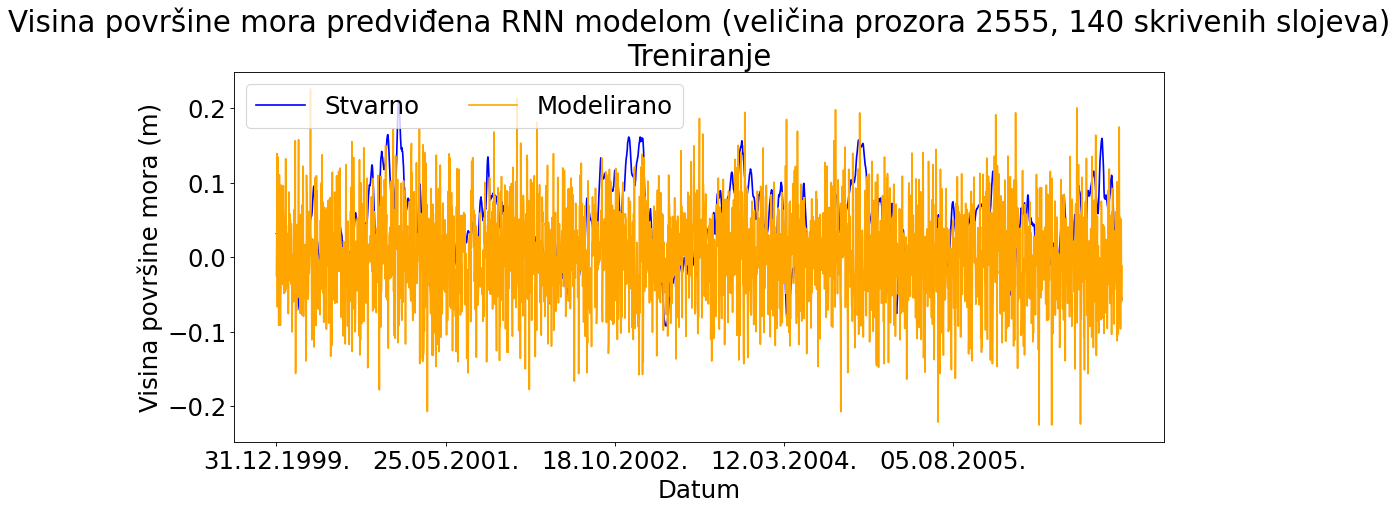 Visina površine mora predviđena RNN modelom (veličina prozora 2555, 140 skrivenih slojeva)
Treniranje
Stvarno Modelirano
Visina površine mora (m)
0.2
0.1
0.0
−0.1
−0.2
31.12.1999. 25.05.2001. 18.10.2002. 12.03.2004. 05.08.2005.
Datum